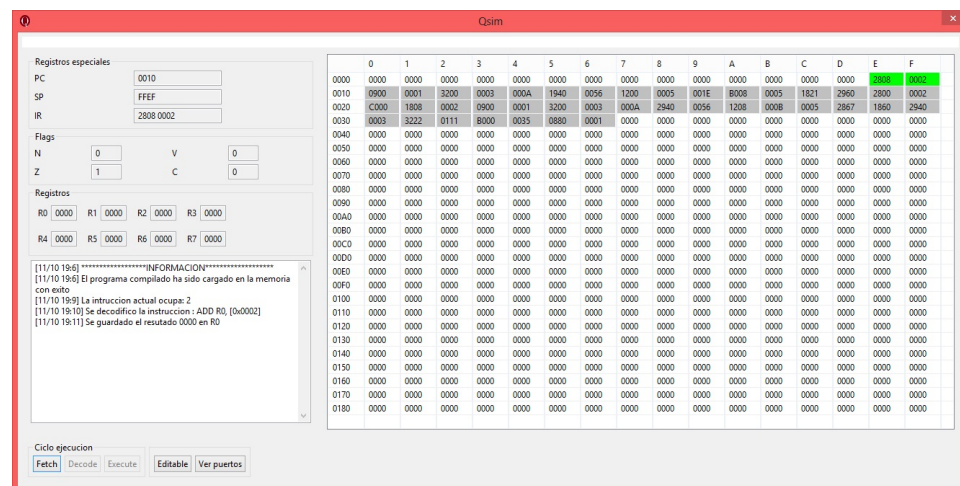 Qsim
Registros especiales
PC 0010
SP FFEF
IR 2808 0002
Flags
N 0 V 0
Z 1 C 0
Registros
R0 0000 R1 0000 R2 0000 R3 0000
R4 0000 R5 0000 R6 0000 R7 0000
[11/10 19:6] ******************INFORMACION*******************
[11/10 19:6] El programa compilado ha sido cargado en la memoria
con exito
[11/10 19:9] La intruccion actual ocupa: 2
[11/10 19:10] Se decodifico la instruccion : ADD R0, [0x0002]
[11/10 19:11] Se guardado el resutado 0000 en R0
Ciclo ejecucion
Fetch Decode Execute Editable Ver puertos
0 1 2 3 4 5 6 7 8 9 A B C D E F
0000 0000 0000 0000 0000 0000 0000 0000 0000 0000 0000 0000 0000 0000 0000 2808 0002
0010 0900 0001 3200 0003 000A 1940 0056 1200 0005 001E B008 0005 1821 2960 2800 0002
0020 C000 1808 0002 0900 0001 3200 0003 000A 2940 0056 1208 000B 0005 2867 1860 2940
0030 0003 3222 0111 B000 0035 0880 0001 0000 0000 0000 0000 0000 0000 0000 0000 0000
0040 0000 0000 0000 0000 0000 0000 0000 0000 0000 0000 0000 0000 0000 0000 0000 0000
0050 0000 0000 0000 0000 0000 0000 0000 0000 0000 0000 0000 0000 0000 0000 0000 0000
0060 0000 0000 0000 0000 0000 0000 0000 0000 0000 0000 0000 0000 0000 0000 0000 0000
0070 0000 0000 0000 0000 0000 0000 0000 0000 0000 0000 0000 0000 0000 0000 0000 0000
0080 0000 0000 0000 0000 0000 0000 0000 0000 0000 0000 0000 0000 0000 0000 0000 0000
0090 0000 0000 0000 0000 0000 0000 0000 0000 0000 0000 0000 0000 0000 0000 0000 0000
00A0 0000 0000 0000 0000 0000 0000 0000 0000 0000 0000 0000 0000 0000 0000 0000 0000
00B0 0000 0000 0000 0000 0000 0000 0000 0000 0000 0000 0000 0000 0000 0000 0000 0000
00C0 0000 0000 0000 0000 0000 0000 0000 0000 0000 0000 0000 0000 0000 0000 0000 0000
00D0 0000 0000 0000 0000 0000 0000 0000 0000 0000 0000 0000 0000 0000 0000 0000 0000
00E0 0000 0000 0000 0000 0000 0000 0000 0000 0000 0000 0000 0000 0000 0000 0000 0000
00F0 0000 0000 0000 0000 0000 0000 0000 0000 0000 0000 0000 0000 0000 0000 0000 0000
0100 0000 0000 0000 0000 0000 0000 0000 0000 0000 0000 0000 0000 0000 0000 0000 0000
0110 0000 0000 0000 0000 0000 0000 0000 0000 0000 0000 0000 0000 0000 0000 0000 0000
0120 0000 0000 0000 0000 0000 0000 0000 0000 0000 0000 0000 0000 0000 0000 0000 0000
0130 0000 0000 0000 0000 0000 0000 0000 0000 0000 0000 0000 0000 0000 0000 0000 0000
0140 0000 0000 0000 0000 0000 0000 0000 0000 0000 0000 0000 0000 0000 0000 0000 0000
0150 0000 0000 0000 0000 0000 0000 0000 0000 0000 0000 0000 0000 0000 0000 0000 0000
0160 0000 0000 0000 0000 0000 0000 0000 0000 0000 0000 0000 0000 0000 0000 0000 0000
0170 0000 0000 0000 0000 0000 0000 0000 0000 0000 0000 0000 0000 0000 0000 0000 0000
0180 0000 0000 0000 0000 0000 0000 0000 0000 0000 0000 0000 0000 0000 0000 0000 0000